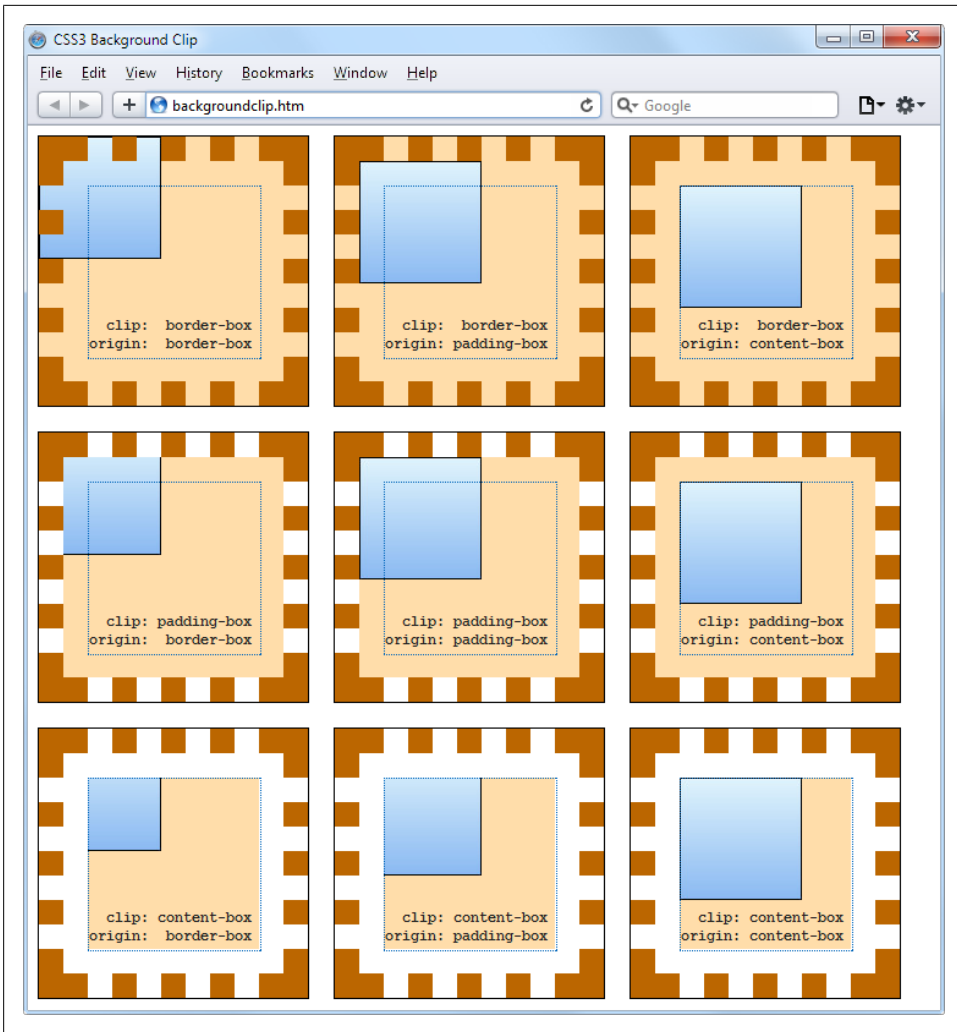 CSS3 Background Clip
File Edit View History Bookmarks Window Help
backgroundclip.htm Google
clip: border-box
origin: border-box
clip: border-box
origin: padding-box
clip: border-box
origin: content-box
clip: padding-box
origin: border-box
clip: padding-box
origin: padding-box
clip: padding-box
origin: content-box
clip: content-box
origin: border-box
clip: content-box
origin: padding-box
clip: content-box
origin: content-box